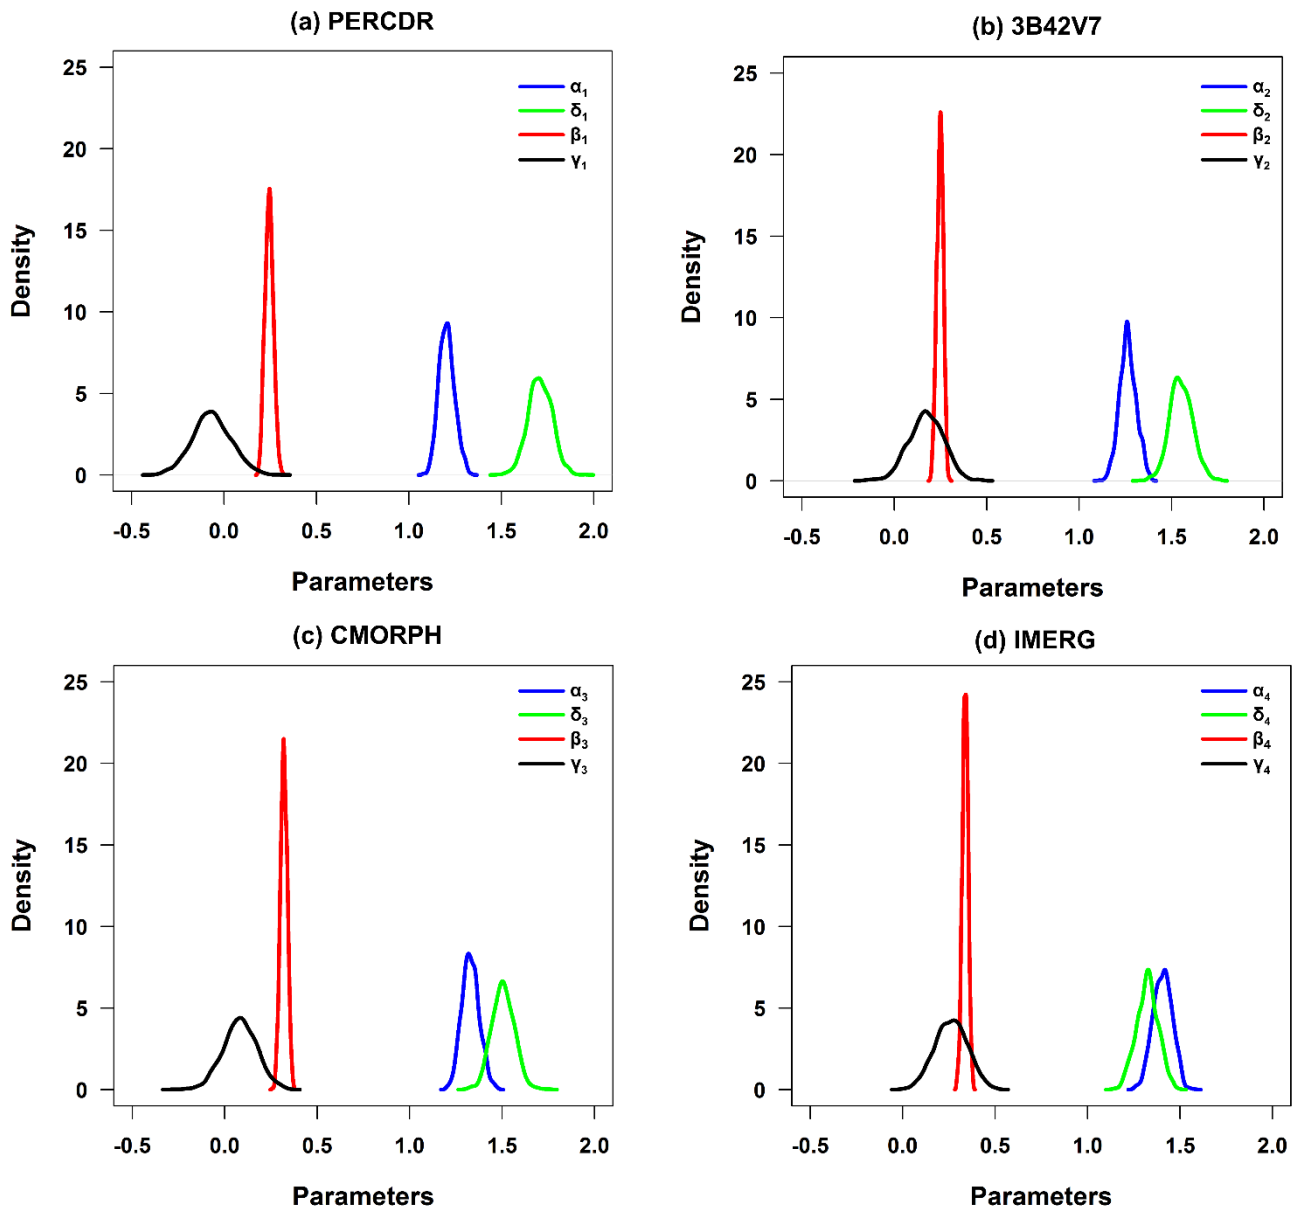 (a) PERCDR
25
20
15
10
5
0
Density
α₁
δ₁
β₁
γ₁
-0.5 0.0 0.5 1.0 1.5 2.0
Parameters
(b) 3B42V7
25
20
15
10
5
0
Density
α₂
δ₂
β₂
γ₂
-0.5 0.0 0.5 1.0 1.5 2.0
Parameters
(c) CMORPH
25
20
15
10
5
0
Density
α₃
δ₃
β₃
γ₃
-0.5 0.0 0.5 1.0 1.5 2.0
Parameters
(d) IMERG
25
20
15
10
5
0
Density
α₄
δ₄
β₄
γ₄
-0.5 0.0 0.5 1.0 1.5 2.0
Parameters